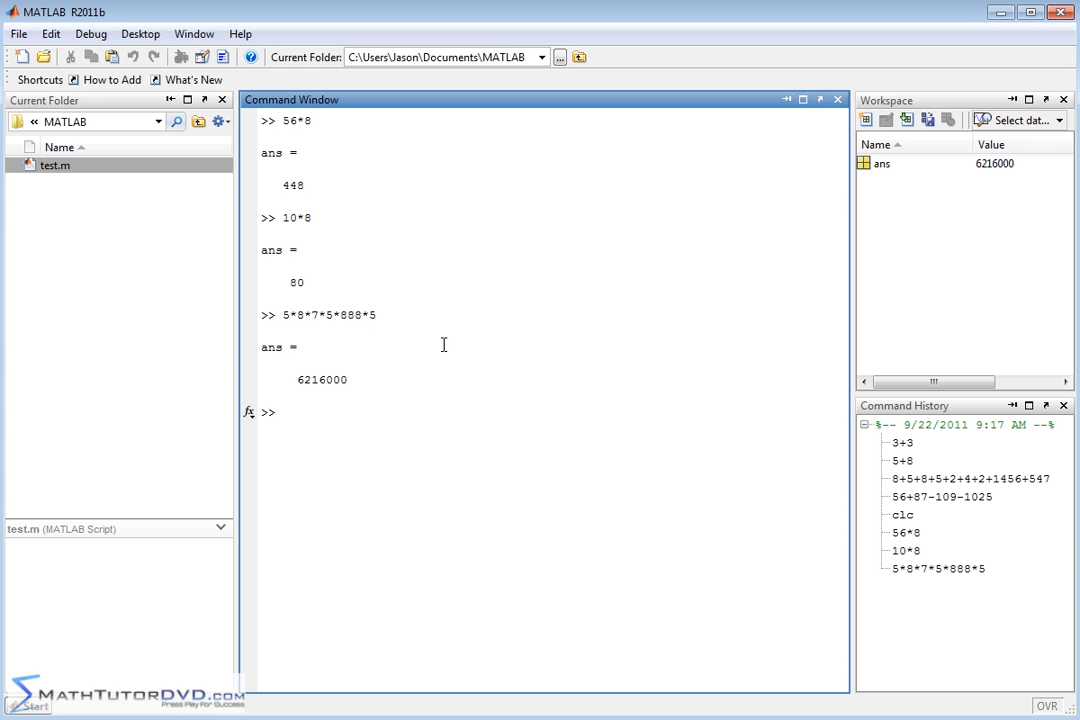 MATLAB R2011b
File Edit Debug Desktop Window Help
Current Folder: C:\Users\Jason\Documents\MATLAB ...
Shortcuts How to Add What's New
Current Folder
« MATLAB
Name
test.m
test.m (MATLAB Script)
Command Window
>> 56*8
ans =
448
>> 10*8
ans =
80
>> 5*8*7*5*888*5
ans =
6216000
fx >>
Workspace
Select dat...
Name Value
ans 6216000
Command History
%-- 9/22/2011 9:17 AM --%
3+3
5+8
8+5+8+5+2+4+2+1456+547
56+87-109-1025
clc
56*8
10*8
5*8*7*5*888*5
MATHTUTORDVD.COM
Press Play For Success
Start
OVR